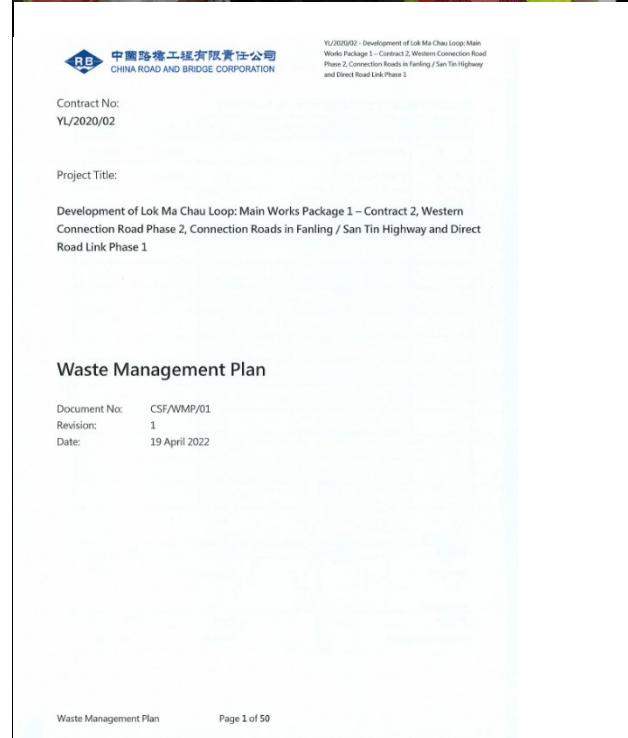 YL/2020/02 - Development of Lok Ma Chau Loop: Main
Works Package 1 – Contract 2, Western Connection Road
Phase 2, Connection Roads in Fanling / San Tin Highway
and Direct Road Link Phase 1
RB
中國路橋工程有限責任公司
CHINA ROAD AND BRIDGE CORPORATION
Contract No:
YL/2020/02
Project Title:
Development of Lok Ma Chau Loop: Main Works Package 1 – Contract 2, Western
Connection Road Phase 2, Connection Roads in Fanling / San Tin Highway and Direct
Road Link Phase 1
Waste Management Plan
Document No: CSF/WMP/01
Revision: 1
Date: 19 April 2022
Waste Management Plan Page 1 of 50